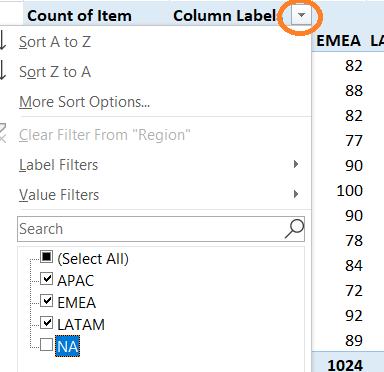 Count of Item Column Labels
EMEA LA
Sort A to Z
Sort Z to A
More Sort Options...
Clear Filter From "Region"
Label Filters
Value Filters
Search
(Select All)
APAC
EMEA
LATAM
NA
82
88
82
77
90
100
90
78
84
72
92
89
1024